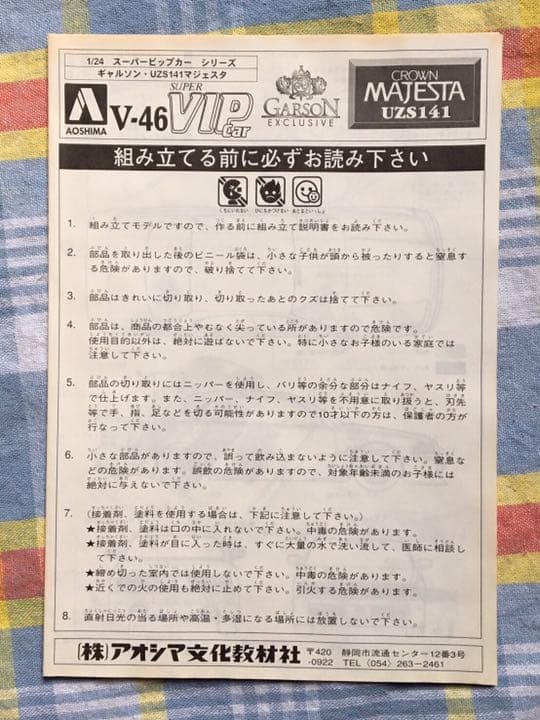 1/24 スーパービップカー シリーズ
ギャルソン・UZS141マジェスタ
AOSHIMA
V-46
SUPER
V.I.P.
car
GARSON
EXCLUSIVE
CROWN
MAJESTA
UZS141
組み立てる前に必ずお読み下さい
くちにいれない ひにちかづけない おとなといっしょ
1. 組み立てモデルですので、作る前に組み立て説明書をお読み下さい。
2. 部品を取り出した後のビニール袋は、小さな子供が頭から被ったりすると窒息す
る危険がありますので、破り捨てて下さい。
3. 部品はきれいに切り取り、切り取ったあとのクズは捨てて下さい。
4. 部品は、商品の都合上やむなく尖っている所がありますので危険です。
使用目的以外は、絶対に遊ばないで下さい。特に小さなお子様のいる家庭では
注意して下さい。
5. 部品の切り取りにはニッパーを使用し、バリ等の余分な部分はナイフ、ヤスリ等
で仕上げます。また、ニッパー、ナイフ、ヤスリ等を不用意に取り扱うと、刃先
等で手、指、足などを切る可能性がありますので10才以下の方は、保護者の方が
行なって下さい。
6. 小さな部品がありますので、誤って飲み込まないように注意して下さい。窒息な
どの危険があります。誤飲の危険がありますので、対象年齢未満のお子様には
絶対に与えないで下さい。
7. (接着剤、塗料を使用する場合は、下記に注意して下さい。)
★接着剤、塗料は口の中に入れないで下さい。中毒の危険があります。
★接着剤、塗料が目に入った時は、すぐに大量の水で洗い流して、医師に相談し
て下さい。
★締め切った室内では使用しないで下さい。中毒の危険があります。
★近くでの火の使用も絶対に止めて下さい。引火する危険があります。
8. 直射日光の当る場所や高温・多湿になる場所には放置しないで下さい。
(株)アオシマ文化教材社
〒420 静岡市流通センター12番3号
-0922 TEL〈054〉263-2461